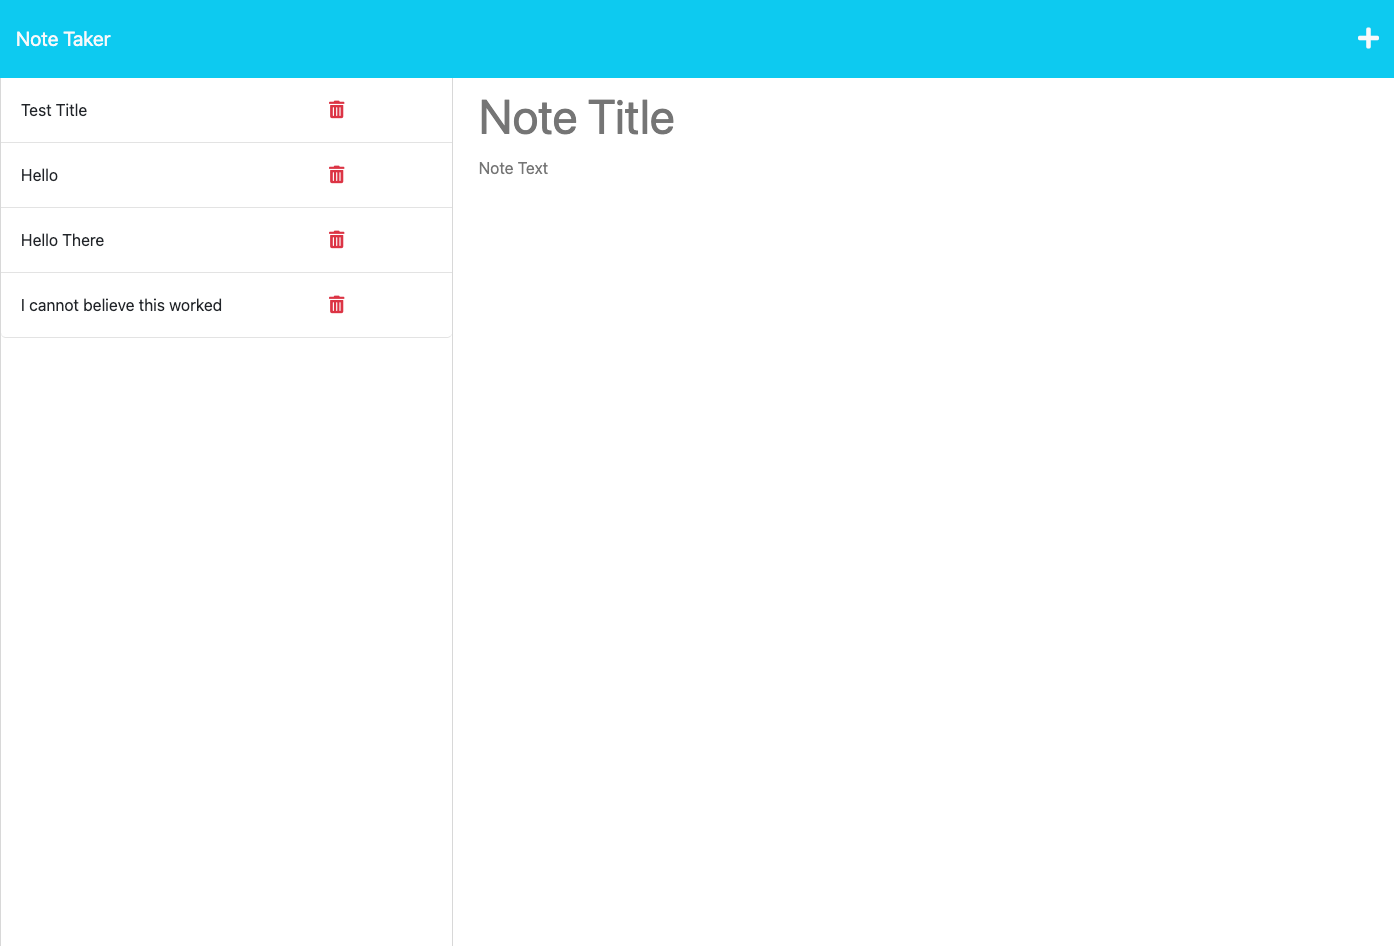 Note Taker
Test Title
Hello
Hello There
I cannot believe this worked
Note Title
Note Text